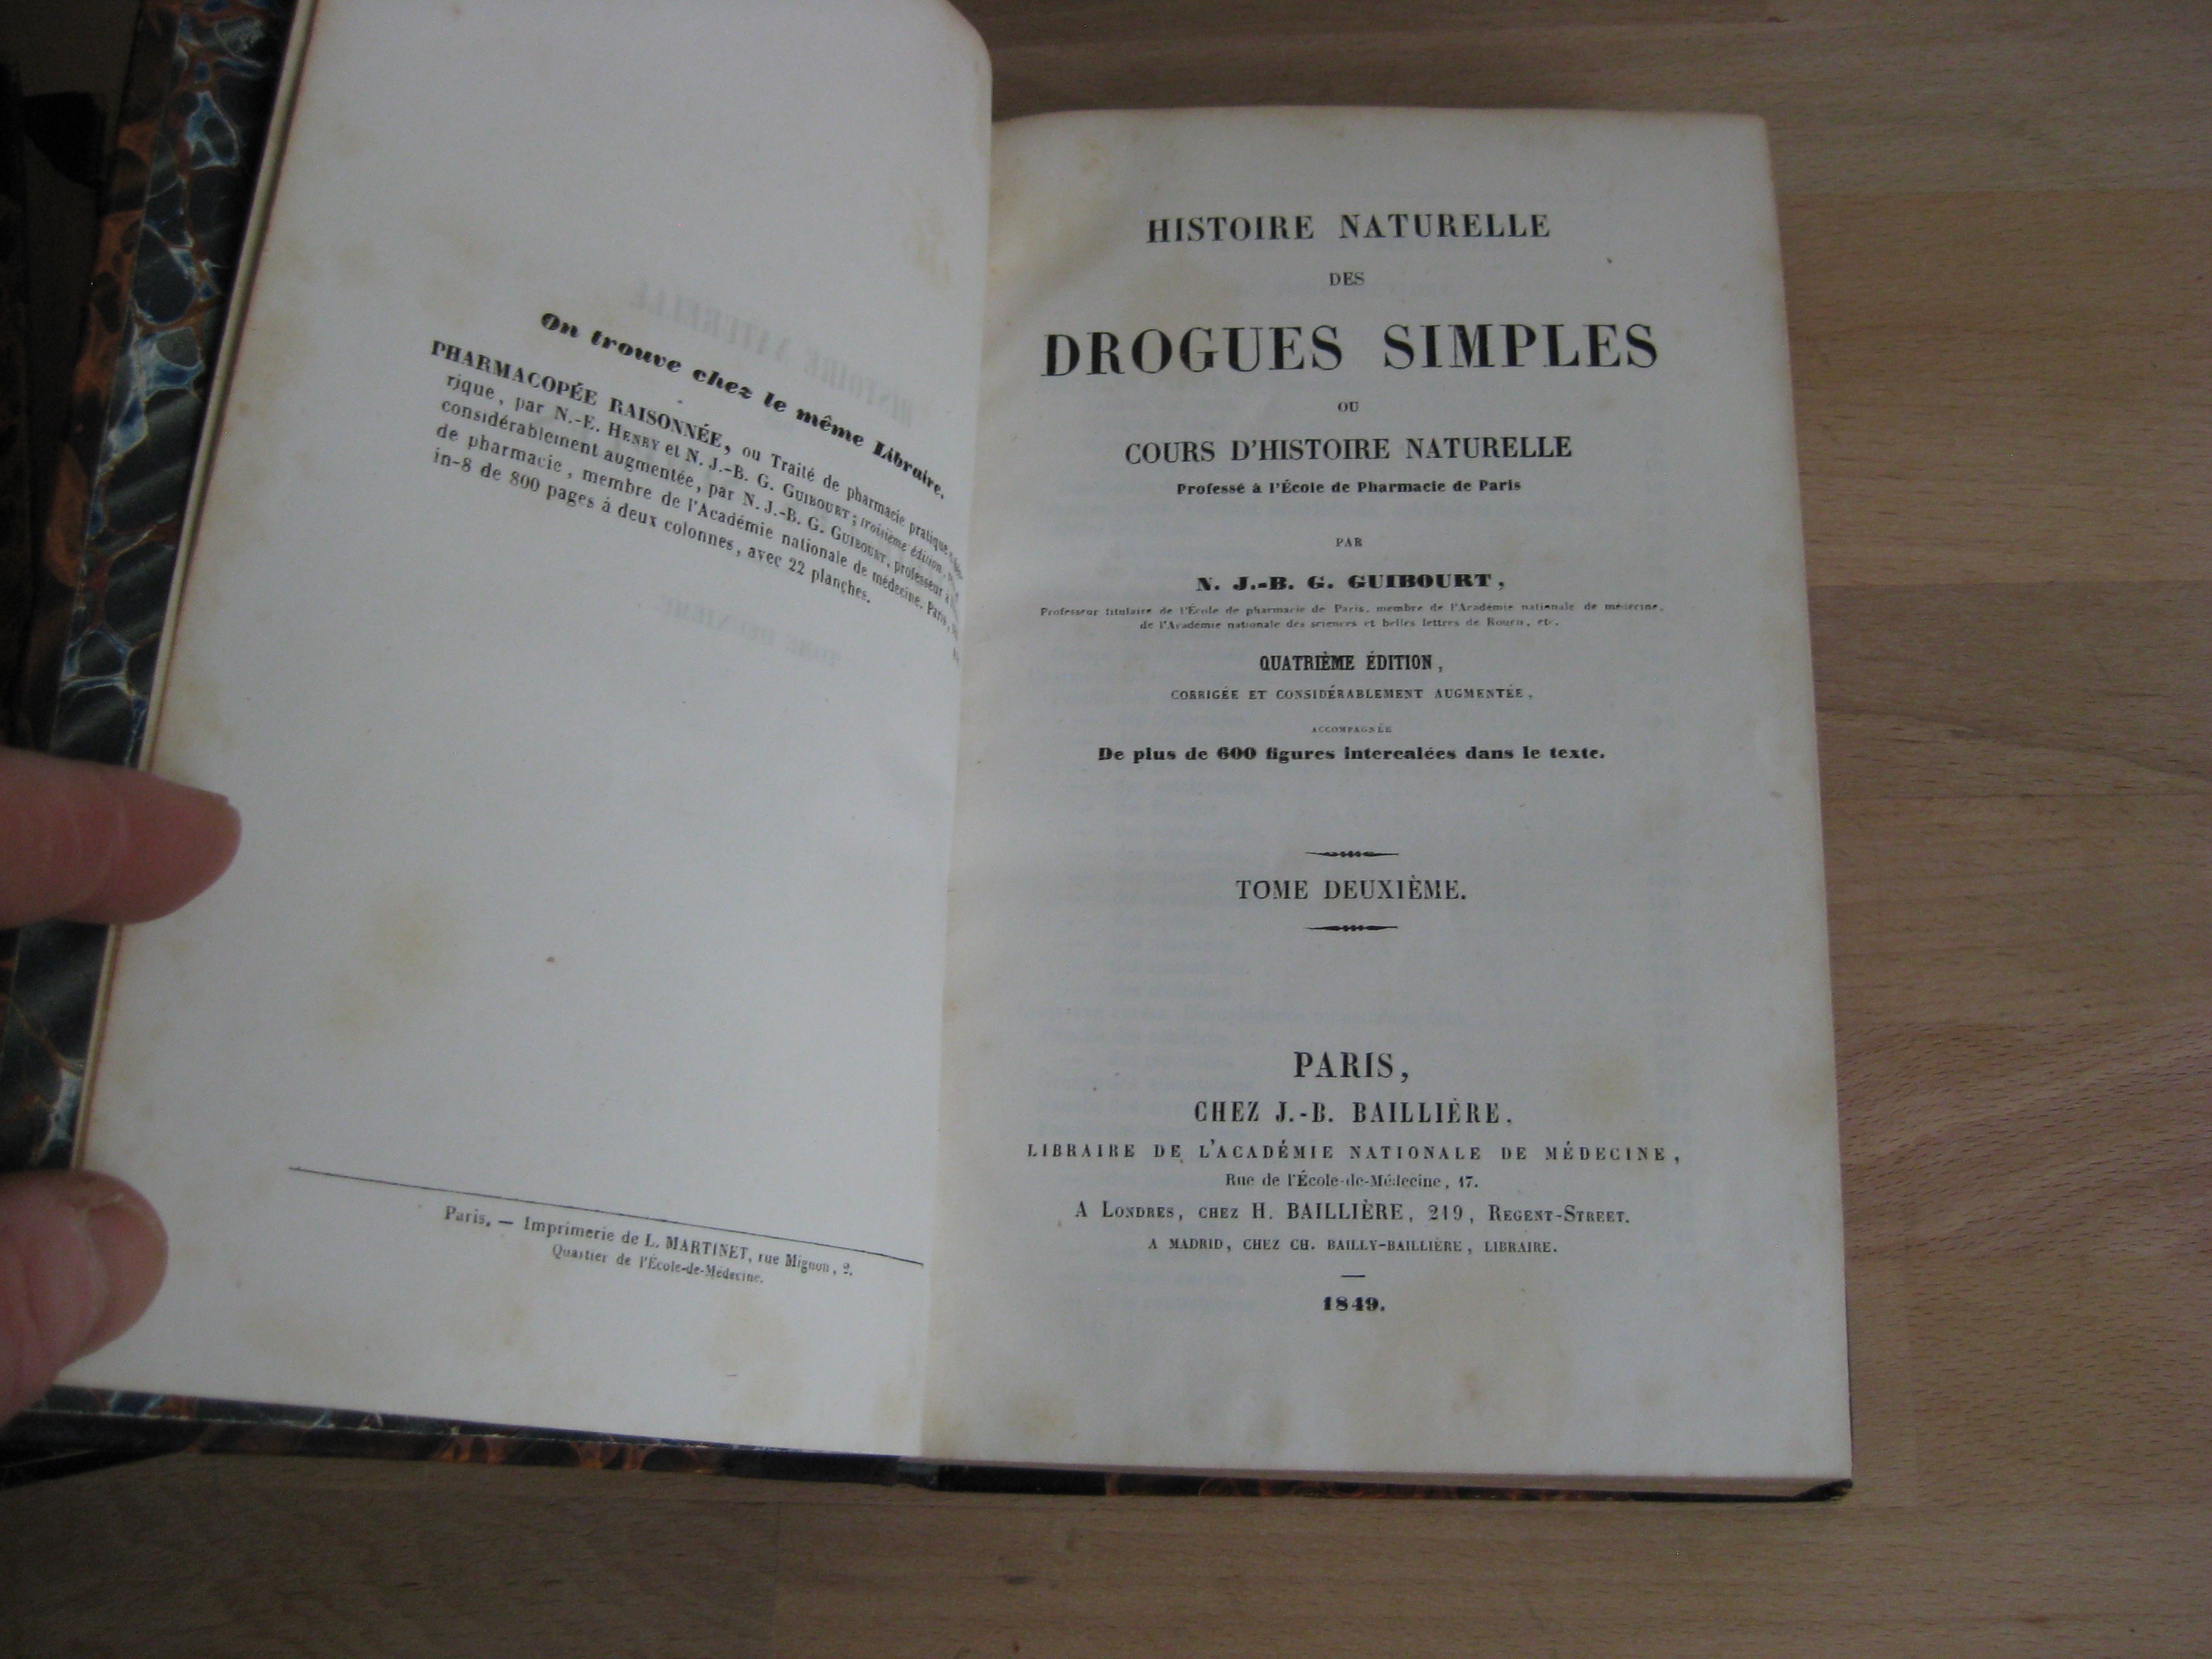 On trouve chez le même Libraire.
PHARMACOPÉE RAISONNÉE, ou Traité de pharmacie pratique
rique, par N.-E. HENRY et N. J.-B. G. GUIBOURT; troisième édition,
considérablement augmentée, par N. J.-B. G. GUIBOURT, professeur à
de pharmacie, membre de l'Académie nationale de médecine. Paris,
in-8 de 800 pages à deux colonnes, avec 22 planches.
Paris. — Imprimerie de L. MARTINET, rue Mignon, 2.
Quartier de l'École-de-Médecine.
HISTOIRE NATURELLE
DES
DROGUES SIMPLES
OU
COURS D'HISTOIRE NATURELLE
Professé à l'École de Pharmacie de Paris
PAR
N. J.-B. G. GUIBOURT,
Professeur titulaire de l'École de pharmacie de Paris, membre de l'Académie nationale de médecine,
de l'Académie nationale des sciences et belles lettres de Rouen, etc.
QUATRIÈME ÉDITION,
CORRIGÉE ET CONSIDÉRABLEMENT AUGMENTÉE,
ACCOMPAGNÉE
De plus de 600 figures intercalées dans le texte.
TOME DEUXIÈME.
PARIS,
CHEZ J.-B. BAILLIÈRE,
LIBRAIRE DE L'ACADÉMIE NATIONALE DE MÉDECINE,
Rue de l'École-de-Médecine, 17.
A LONDRES, CHEZ H. BAILLIÈRE, 219, REGENT-STREET.
A MADRID, CHEZ CH. BAILLY-BAILLIÈRE, LIBRAIRE.
1849.